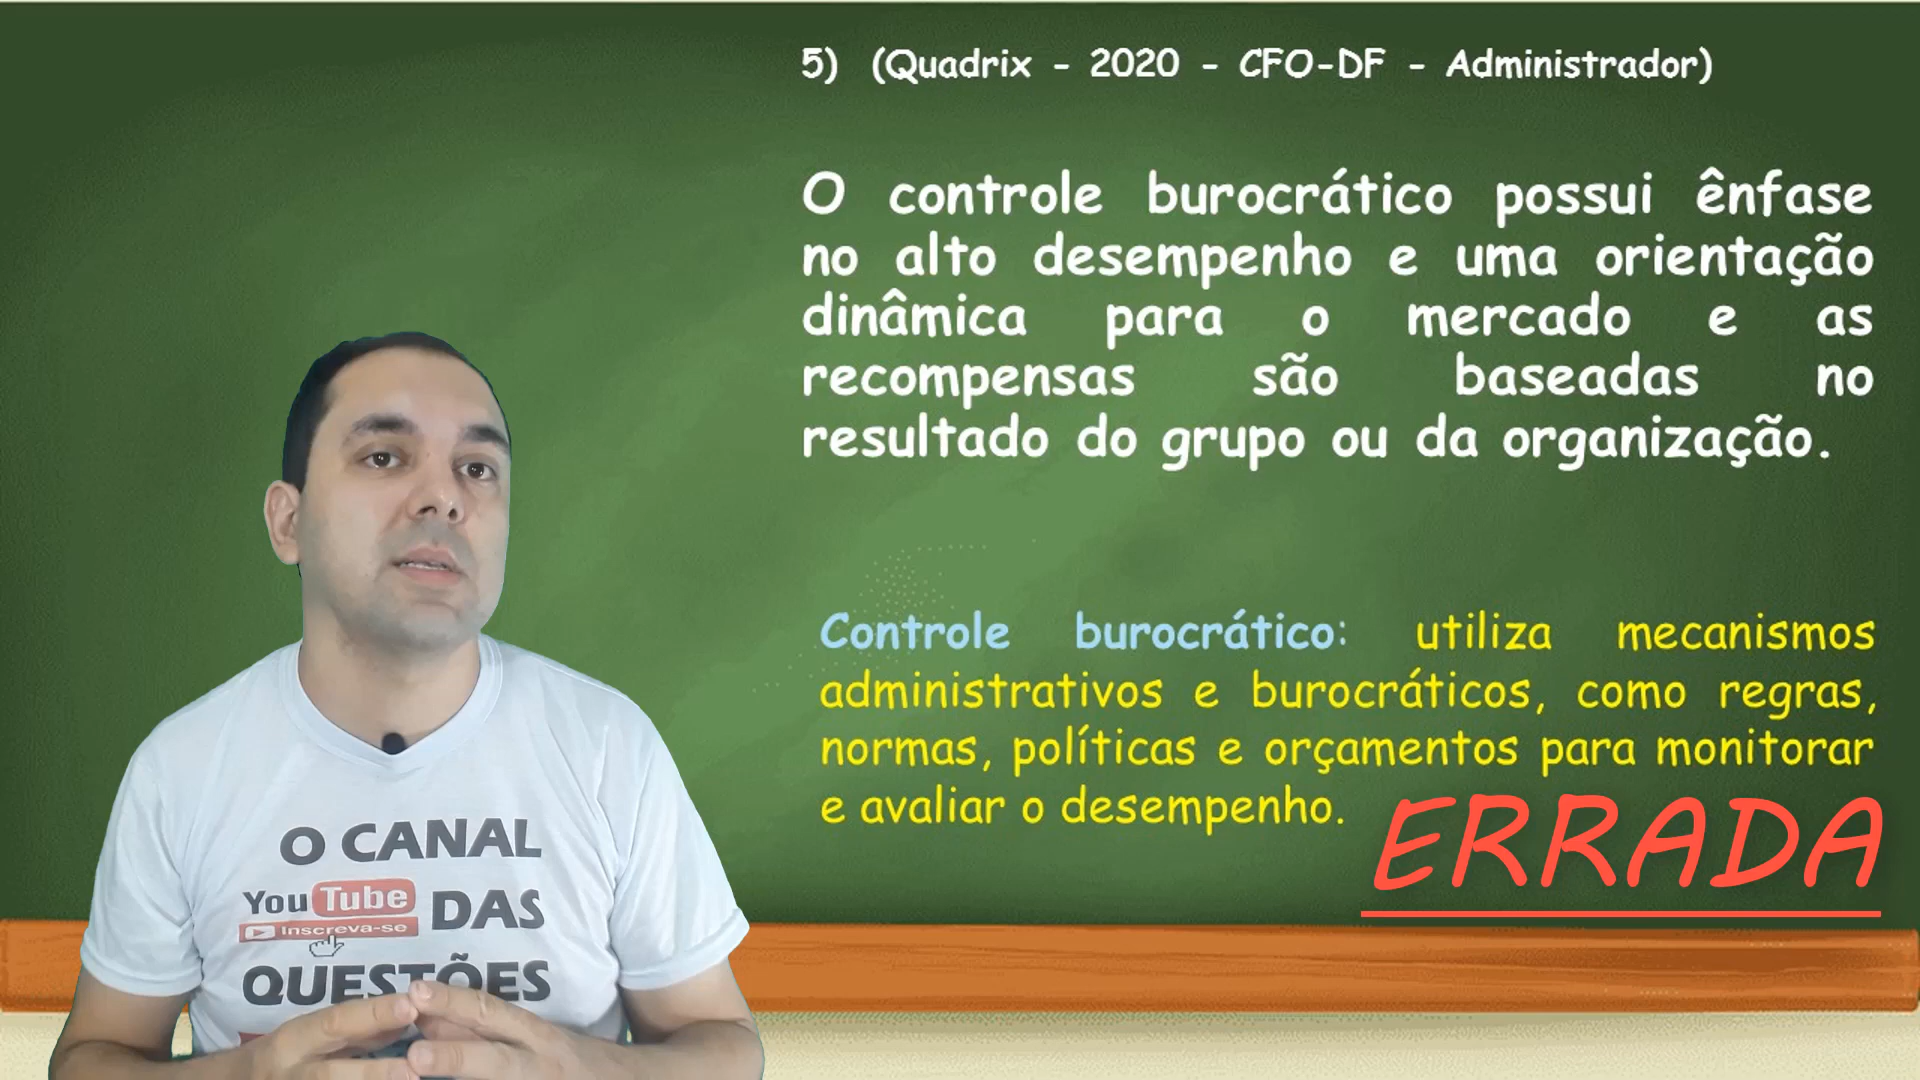 5) (Quadrix - 2020 - CFO-DF - Administrador)
O controle burocrático possui ênfase
no alto desempenho e uma orientação
dinâmica para o mercado e as
recompensas são baseadas no
resultado do grupo ou da organização.
Controle burocrático: utiliza mecanismos
administrativos e burocráticos, como regras,
normas, políticas e orçamentos para monitorar
e avaliar o desempenho.
ERRADA
O CANAL
YouTube
Inscreva-se
DAS
QUESTÕES